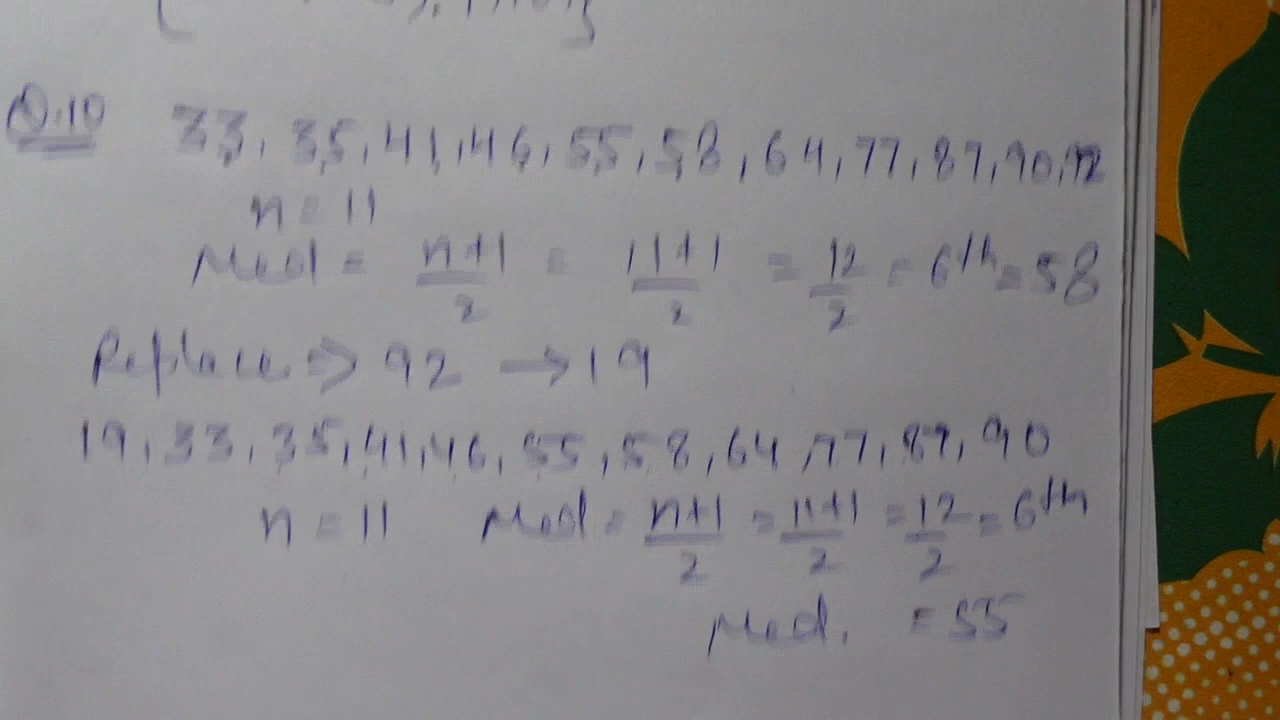 Q.10 33, 35, 41, 46, 55, 58, 64, 77, 87, 90, 92
n = 11
Med = n+1/2 = 11+1/2 = 12/2 = 6th = 58
Replace ⇒ 92 → 19
19, 33, 35, 41, 46, 55, 58, 64, 77, 87, 90
n = 11 Med = n+1/2 = 11+1/2 = 12/2 = 6th
Med. = 55